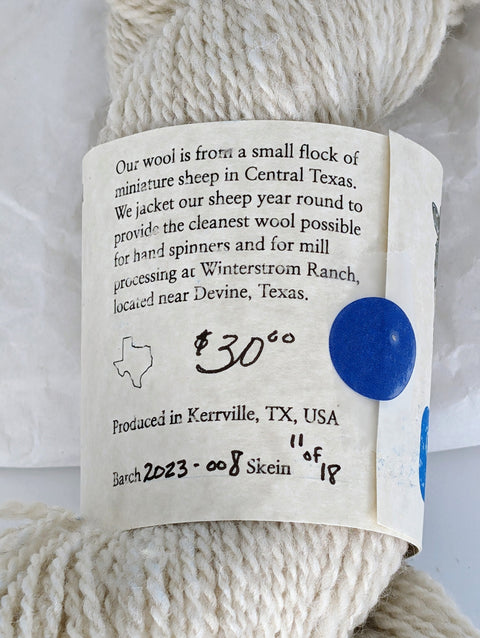 Our wool is from a small flock of
miniature sheep in Central Texas.
We jacket our sheep year round to
provide the cleanest wool possible
for hand spinners and for mill
processing at Winterstrom Ranch,
located near Devine, Texas.
$30.00
Produced in Kerrville, TX, USA
Batch 2023-008 Skein 11 of 18